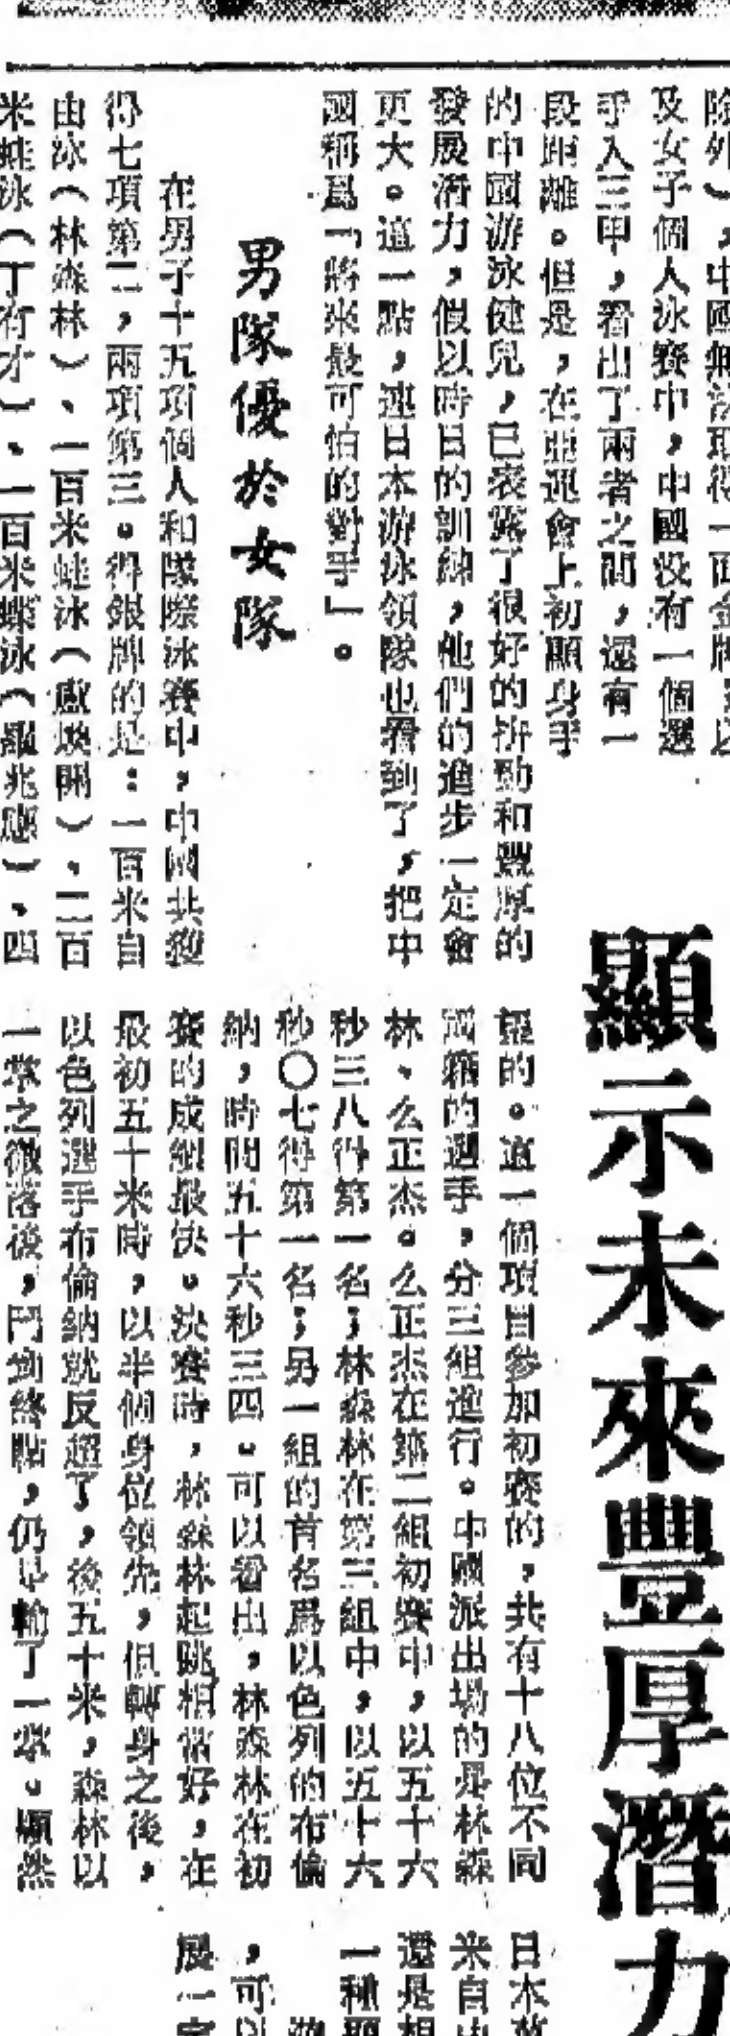 顯示未來豐厚潛力
除外），中國無法取得一面金牌；以
及女子個人泳賽中，中國没有一個選
手入三甲，看出了兩者之間，還有一
段距離。但是，在亞運會上初顯身手
的中國游泳健兒，已表露了很好的拚勁和豐厚的
發展潛力，假以時日的訓練，他們的進步一定會
更大。這一點，連日本游泳領隊也看到了，把中
國稱爲「將來最可怕的對手」。
男隊優於女隊
在男子十五項個人和隊際泳賽中，中國共獲
得七項第二，兩項第三。得銀牌的是：一百米自
由泳（林森林）、一百米蛙泳（盧煥開）、二百
米蛙泳（丁有才）、一百米蝶泳（嚴兆應）、四
望的。這一個項目參加初賽的，共有十八位不同
國籍的選手，分三組進行。中國派出場的是林森
林、么正杰。么正杰在第二組初賽中，以五十六
秒三八得第一名；林森林在第三組中，以五十六
秒〇七得第一名；另一組的首名爲以色列的布倫
納，時間五十六秒三四。可以看出，林森林在初
賽的成績最快。決賽時，林森林起跳相當好，在
最初五十米時，以半個身位領先，但轉身之後，
以色列選手布倫納就反超了，後五十米，森林以
一掌之微落後，鬥到終點，仍早輸了一掌。顯然
日本
米自由
還是相
一種
，可以
展一定